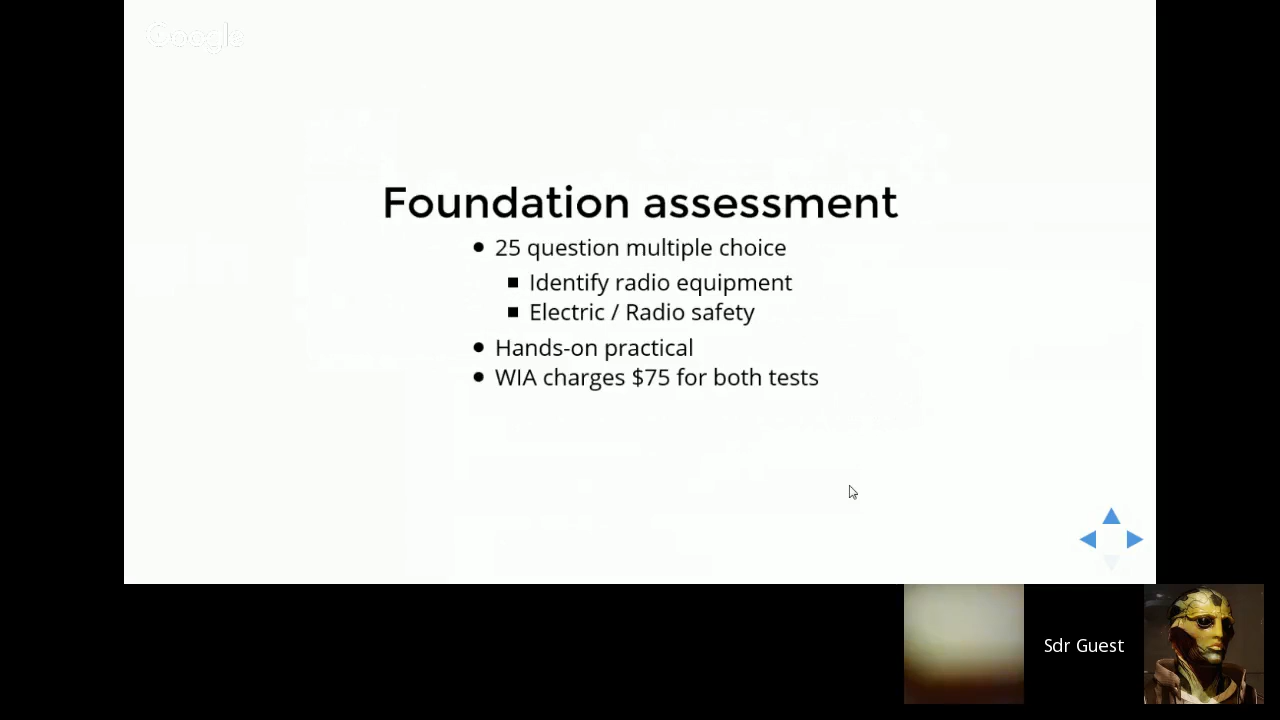 Google
Foundation assessment
25 question multiple choice
Identify radio equipment
Electric / Radio safety
Hands-on practical
WIA charges $75 for both tests
Sdr Guest